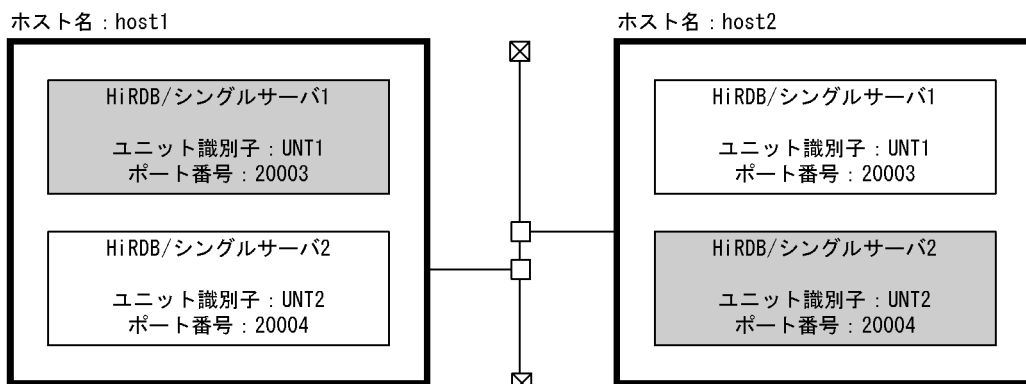 ホスト名：host1
HiRDB/シングルサーバ1
ユニット識別子：UNT1
ポート番号：20003
HiRDB/シングルサーバ2
ユニット識別子：UNT2
ポート番号：20004
ホスト名：host2
HiRDB/シングルサーバ1
ユニット識別子：UNT1
ポート番号：20003
HiRDB/シングルサーバ2
ユニット識別子：UNT2
ポート番号：20004